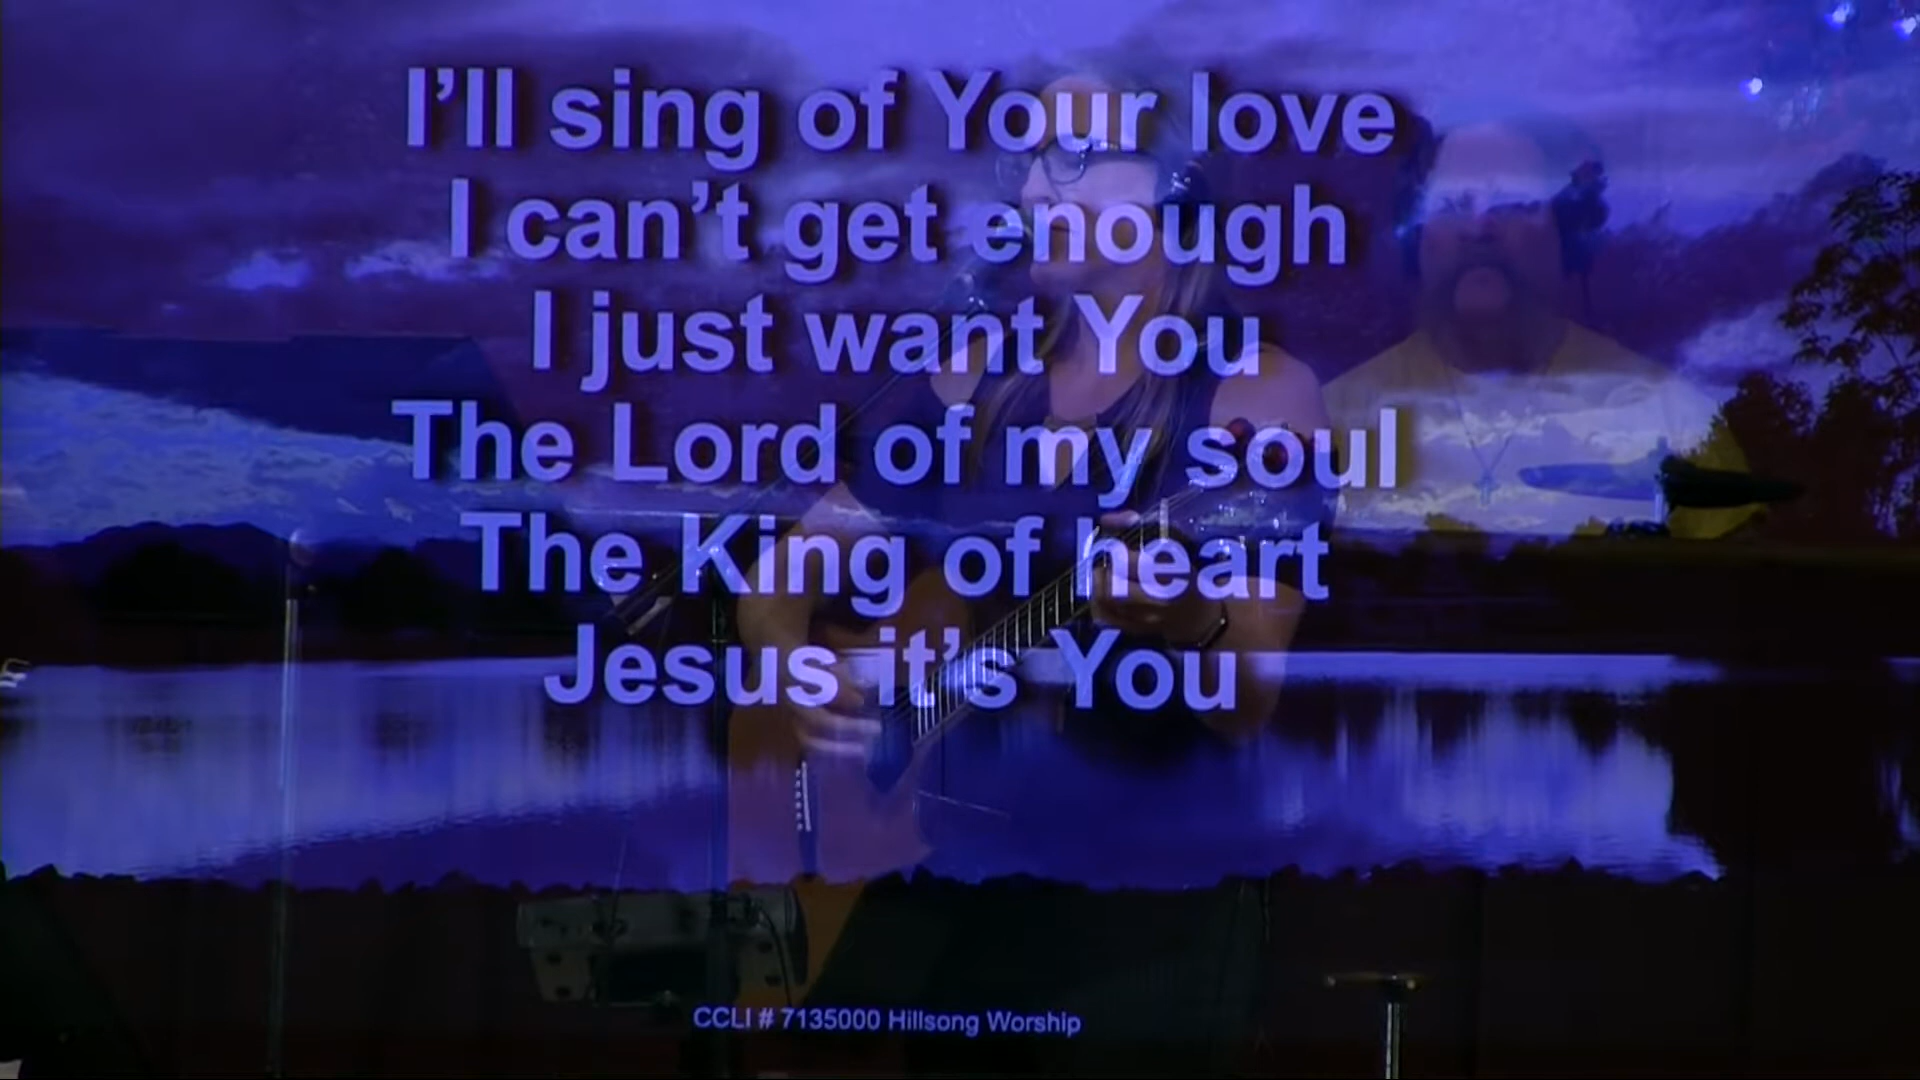 I’ll sing of Your love
I can’t get enough
I just want You
The Lord of my soul
The King of heart
Jesus it’s You
CCLI # 7135000 Hillsong Worship